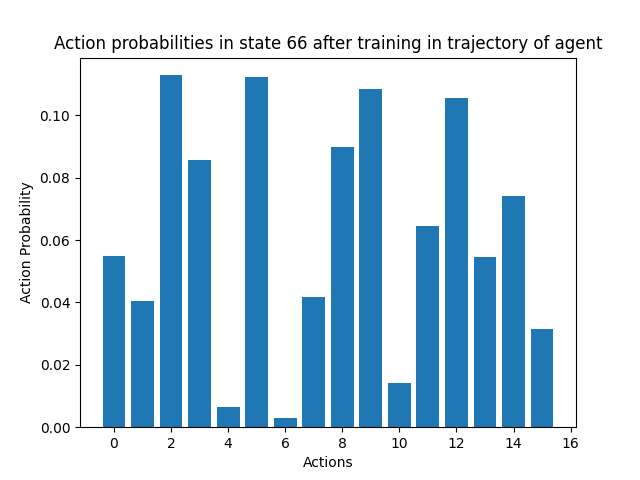 Action probabilities in state 66 after training in trajectory of agent
Action Probability
0.10
0.08
0.06
0.04
0.02
0.00
0 2 4 6 8 10 12 14 16
Actions